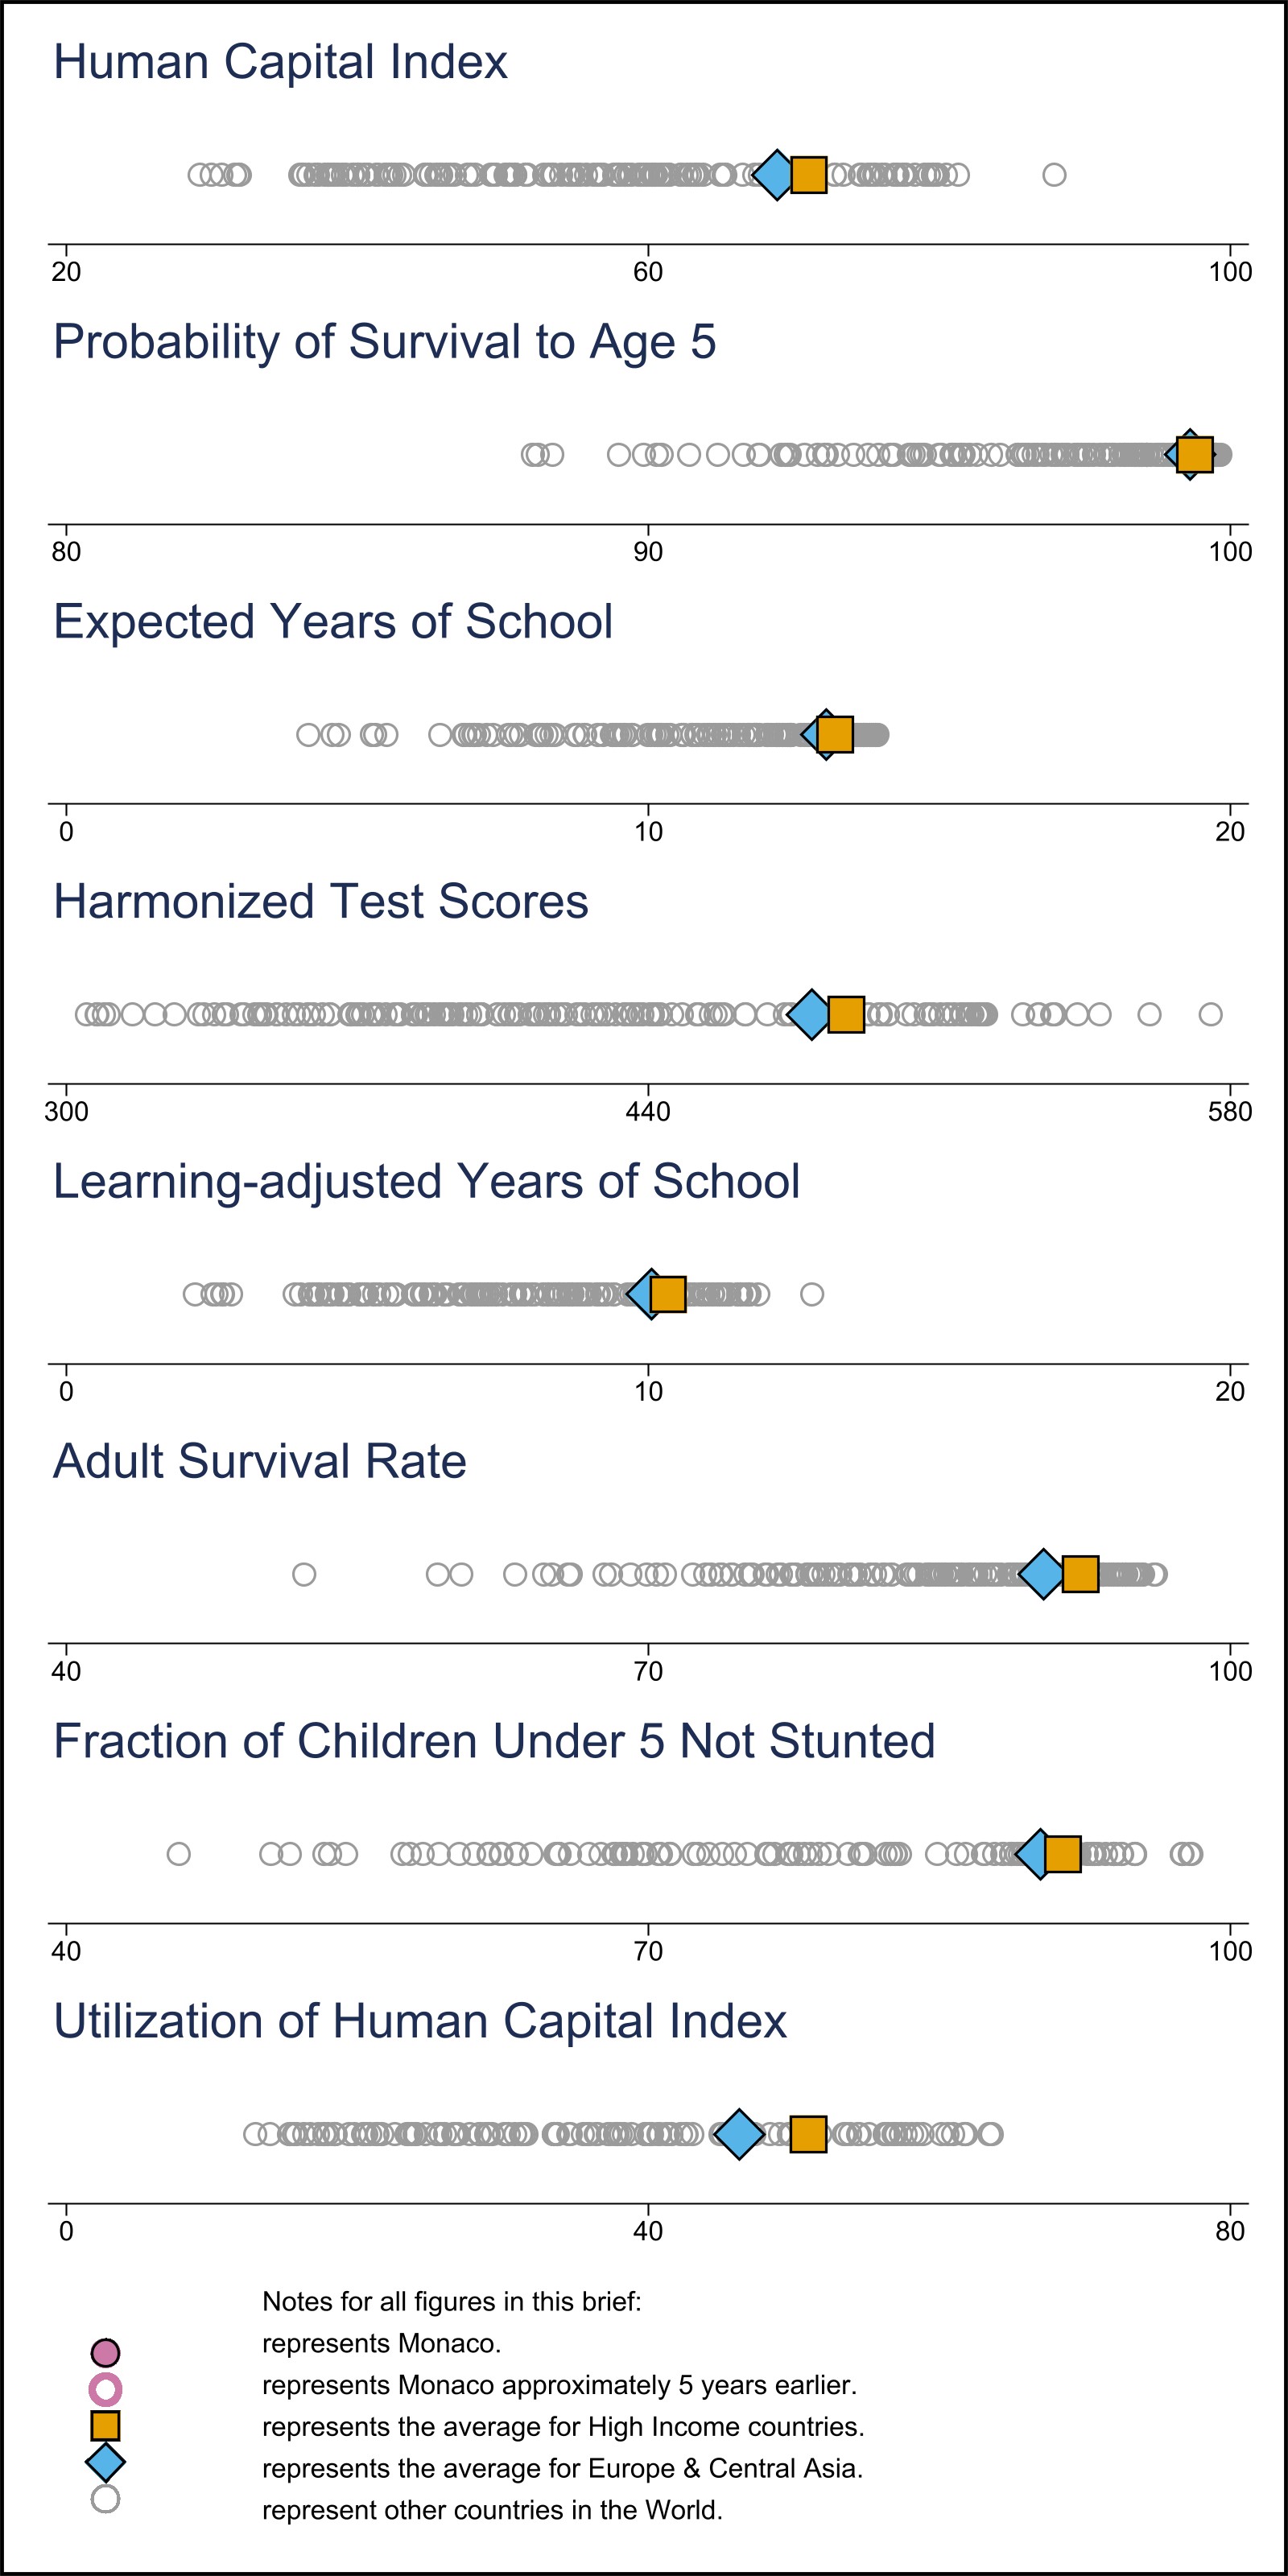 Human Capital Index
20 60 100
Probability of Survival to Age 5
80 90 100
Expected Years of School
0 10 20
Harmonized Test Scores
300 440 580
Learning-adjusted Years of School
0 10 20
Adult Survival Rate
40 70 100
Fraction of Children Under 5 Not Stunted
40 70 100
Utilization of Human Capital Index
0 40 80
Notes for all figures in this brief:
represents Monaco.
represents Monaco approximately 5 years earlier.
represents the average for High Income countries.
represents the average for Europe & Central Asia.
represent other countries in the World.